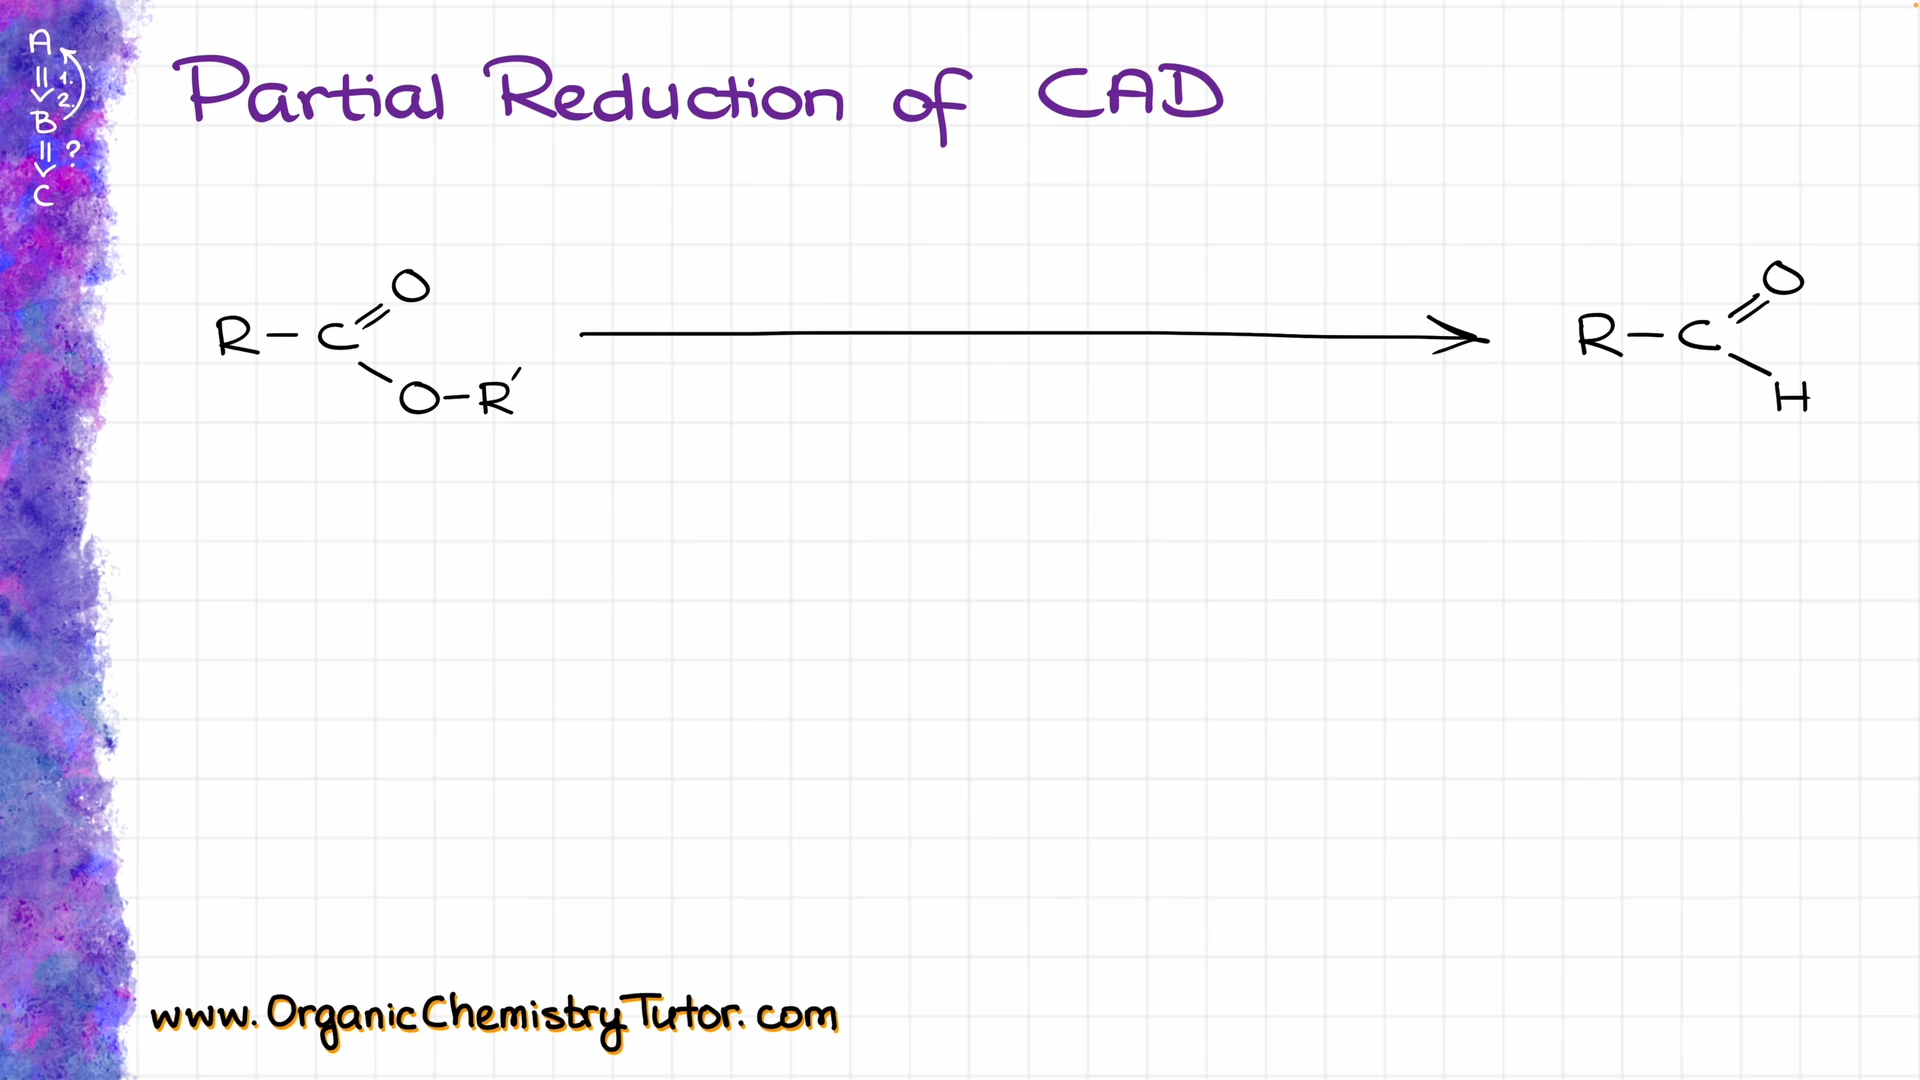 A
1.
2.
B
?
C
Partial Reduction of CAD
R-C=O
O-R'
R-C=O
H
www.OrganicChemistryTutor.com